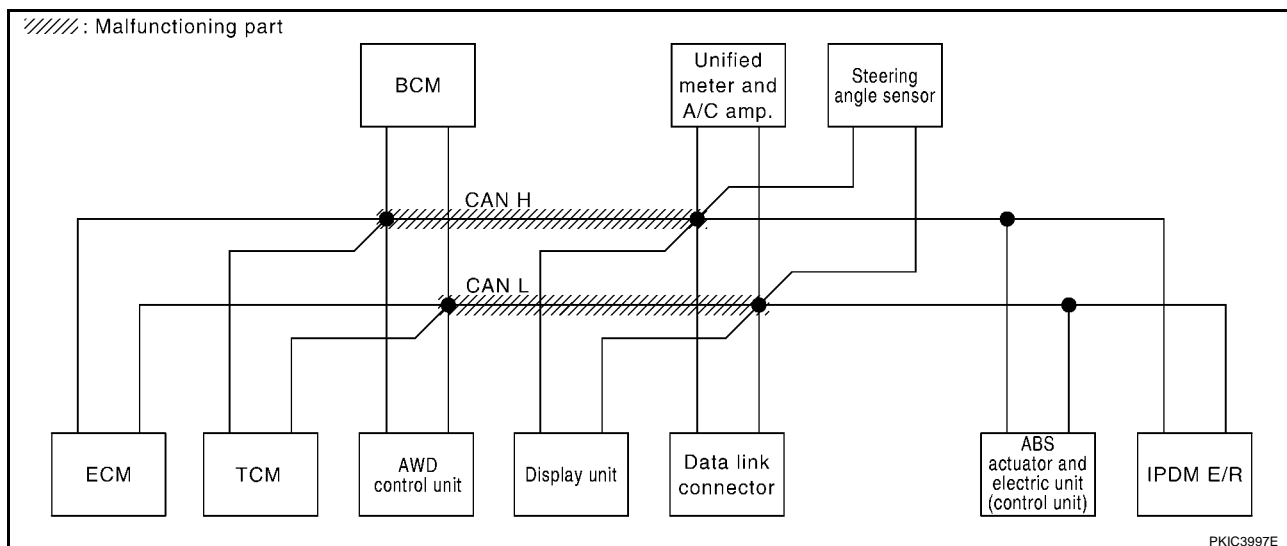 : Malfunctioning part
BCM
Unified
meter and
A/C amp.
Steering
angle sensor
CAN H
CAN L
ECM
TCM
AWD
control unit
Display unit
Data link
connector
ABS
actuator and
electric unit
(control unit)
IPDM E/R
PKIC3997E